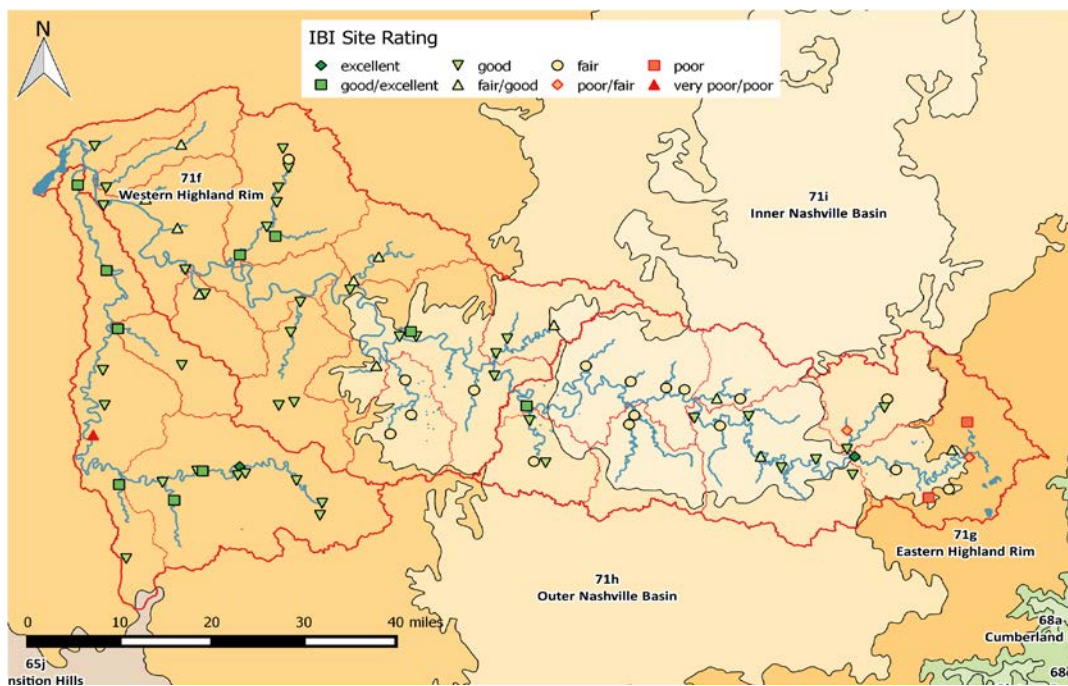 N
IBI Site Rating
excellent
good
fair
poor
good/excellent
fair/good
poor/fair
very poor/poor
71f
Western Highland Rim
71i
Inner Nashville Basin
71g
Eastern Highland Rim
71h
Outer Nashville Basin
68a
Cumberland
0 10 20 30 40 miles
65j
nsition Hills